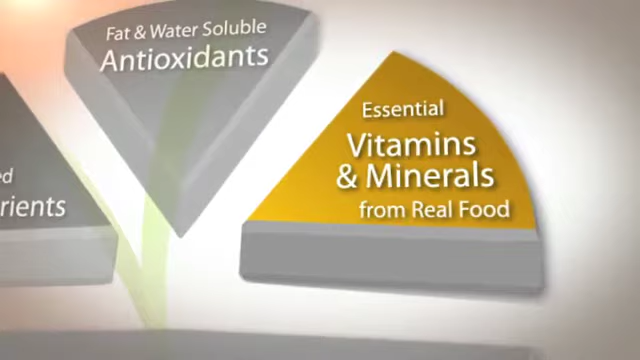 Fat & Water Soluble
Antioxidants
Essential
Vitamins
& Minerals
from Real Food